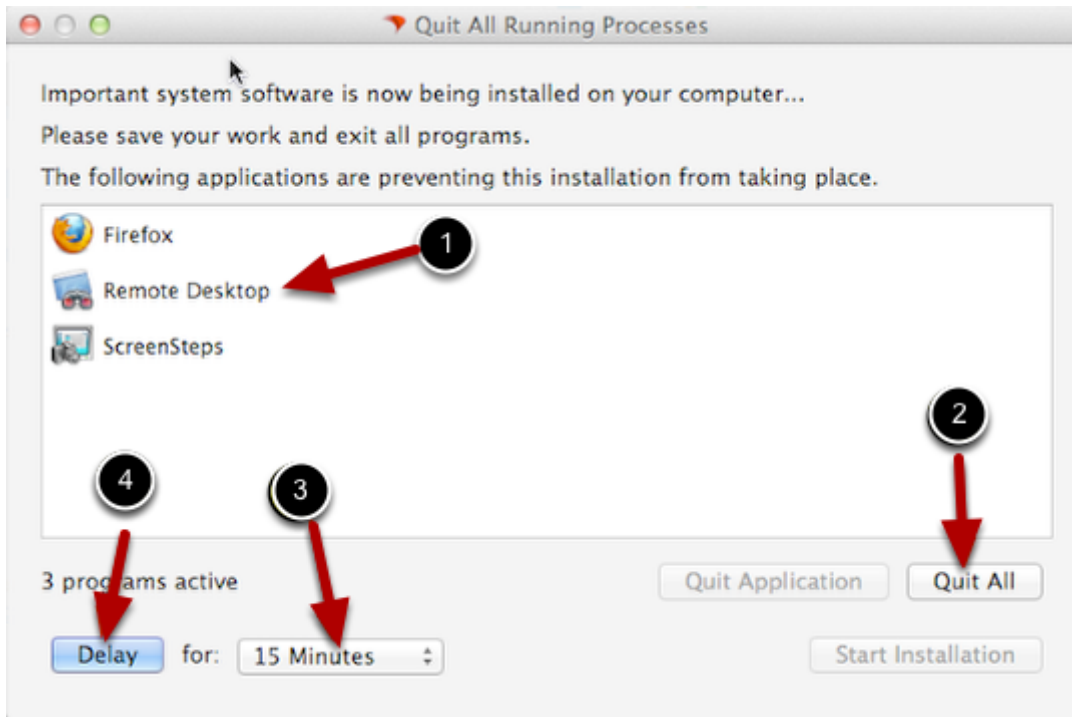 Quit All Running Processes
Important system software is now being installed on your computer...
Please save your work and exit all programs.
The following applications are preventing this installation from taking place.
Firefox
1
Remote Desktop
ScreenSteps
2
4
3
3 programs active
Quit Application
Quit All
Delay for: 15 Minutes
Start Installation